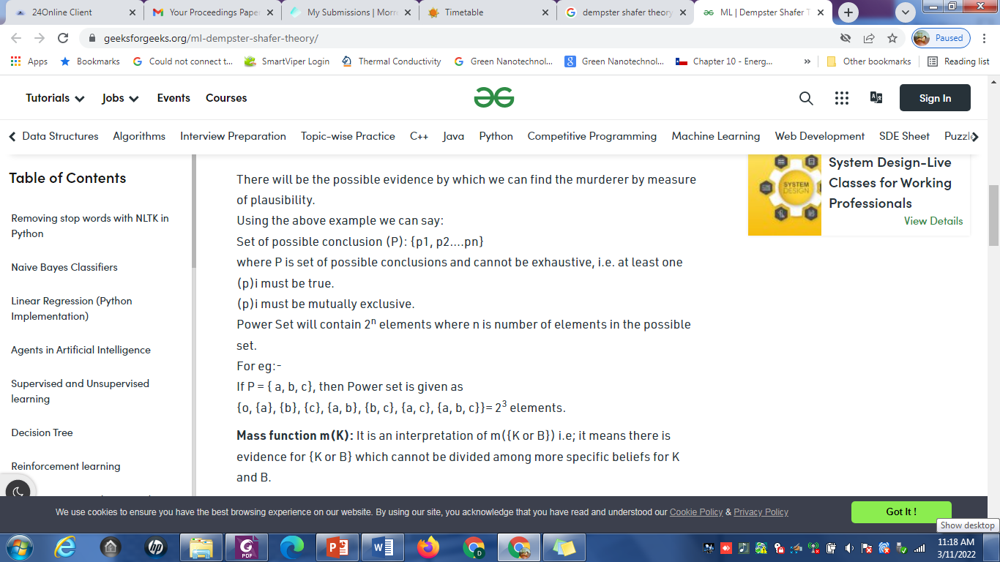 24Online Client
Your Proceedings Paper
My Submissions | Morr
Timetable
dempster shafer theory
ML | Dempster Shafer T
geeksforgeeks.org/ml-dempster-shafer-theory/
Paused
Apps
Bookmarks
Could not connect t...
SmartViper Login
Thermal Conductivity
Green Nanotechnol...
Green Nanotechnol...
Chapter 10 - Energ...
»
Other bookmarks
Reading list
Tutorials
Jobs
Events
Courses
Sign In
Data Structures
Algorithms
Interview Preparation
Topic-wise Practice
C++
Java
Python
Competitive Programming
Machine Learning
Web Development
SDE Sheet
Puzzle
Table of Contents
Removing stop words with NLTK in
Python
Naive Bayes Classifiers
Linear Regression (Python
Implementation)
Agents in Artificial Intelligence
Supervised and Unsupervised
learning
Decision Tree
Reinforcement learning
There will be the possible evidence by which we can find the murderer by measure
of plausibility.
Using the above example we can say:
Set of possible conclusion (P): {p1, p2....pn}
where P is set of possible conclusions and cannot be exhaustive, i.e. at least one
(p)i must be true.
(p)i must be mutually exclusive.
Power Set will contain 2ⁿ elements where n is number of elements in the possible
set.
For eg:-
If P = { a, b, c}, then Power set is given as
{o, {a}, {b}, {c}, {a, b}, {b, c}, {a, c}, {a, b, c}}= 2³ elements.
Mass function m(K): It is an interpretation of m({K or B}) i.e; it means there is
evidence for {K or B} which cannot be divided among more specific beliefs for K
and B.
SYSTEM
DESIGN
System Design-Live
Classes for Working
Professionals
View Details
We use cookies to ensure you have the best browsing experience on our website. By using our site, you acknowledge that you have read and understood our Cookie Policy & Privacy Policy
Got It !
Show desktop
PDF
11:18 AM
3/11/2022